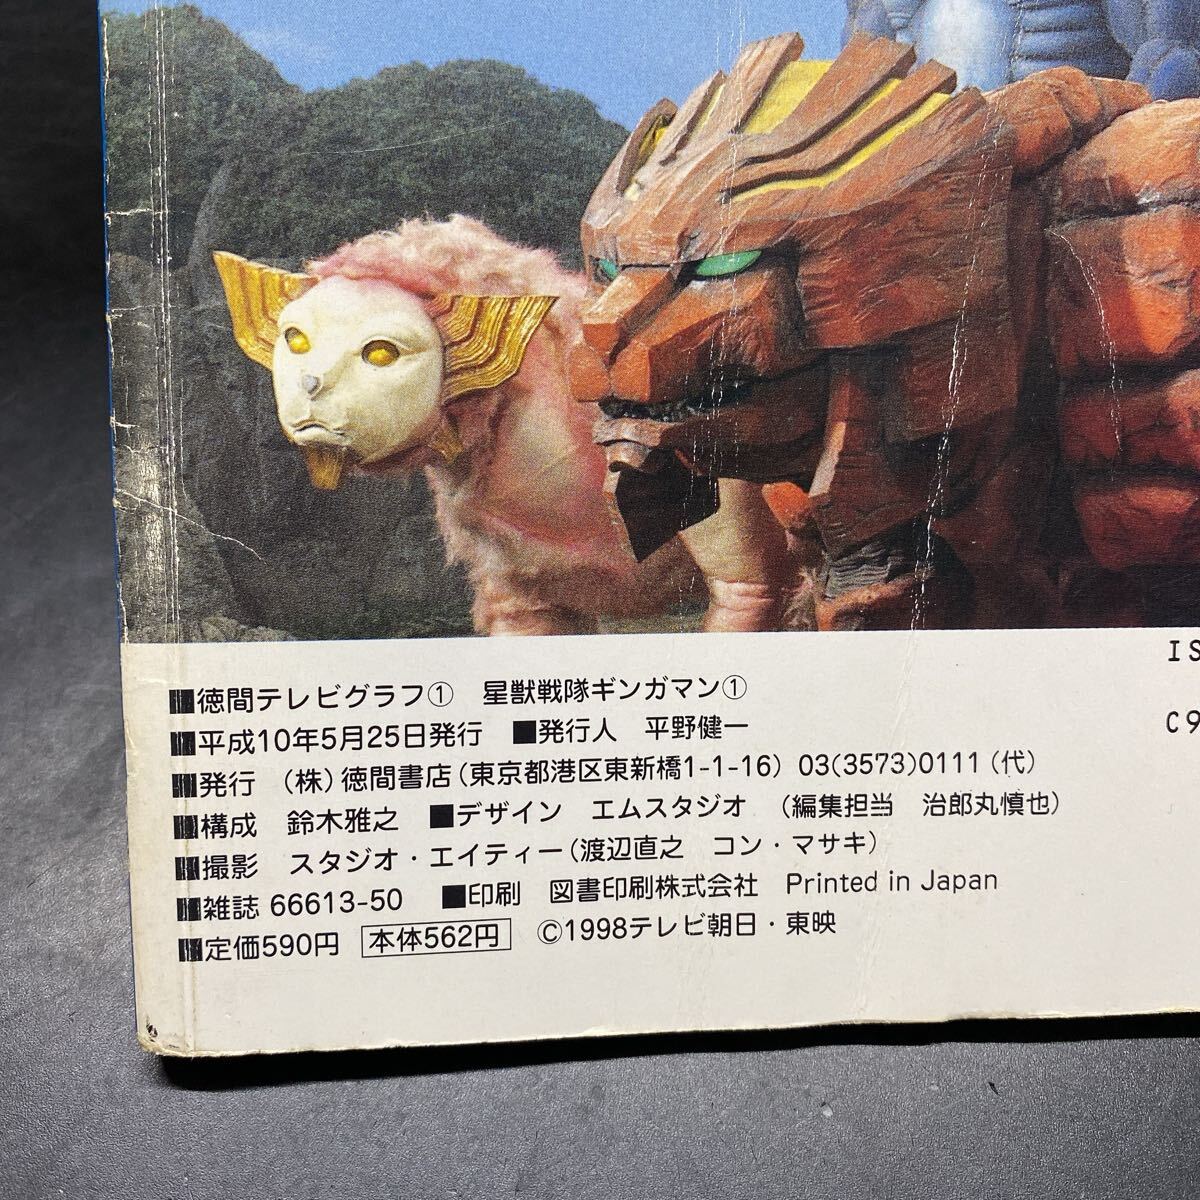 ■徳間テレビグラフ① 星獣戦隊ギンガマン①
■平成10年5月25日発行 ■発行人 平野健一
■発行 (株)徳間書店(東京都港区東新橋1-1-16) 03(3573)0111(代)
■構成 鈴木雅之 ■デザイン エムスタジオ (編集担当 治郎丸慎也)
■撮影 スタジオ・エイティー(渡辺直之 コン・マサキ)
■雑誌 66613-50 ■印刷 図書印刷株式会社 Printed in Japan
■定価590円 本体562円 ©1998テレビ朝日・東映
IS
C9